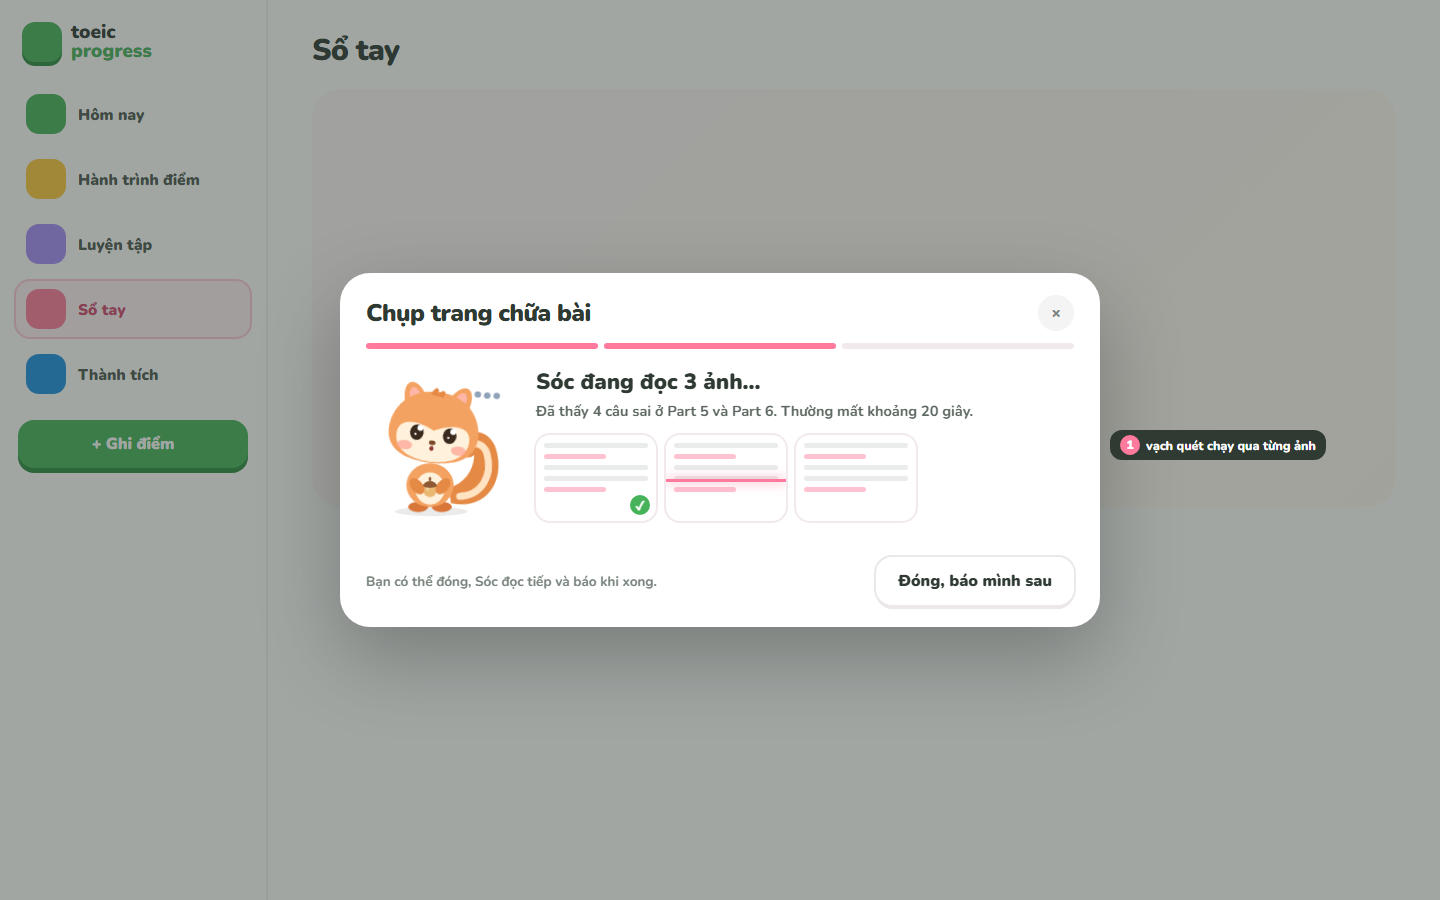 toeic
progress
Hôm nay
Hành trình điểm
Luyện tập
Sổ tay
Thành tích
+ Ghi điểm
Sổ tay
Chụp trang chữa bài
×
Sóc đang đọc 3 ảnh...
Đã thấy 4 câu sai ở Part 5 và Part 6. Thường mất khoảng 20 giây.
Bạn có thể đóng, Sóc đọc tiếp và báo khi xong.
Đóng, báo mình sau
1 vạch quét chạy qua từng ảnh